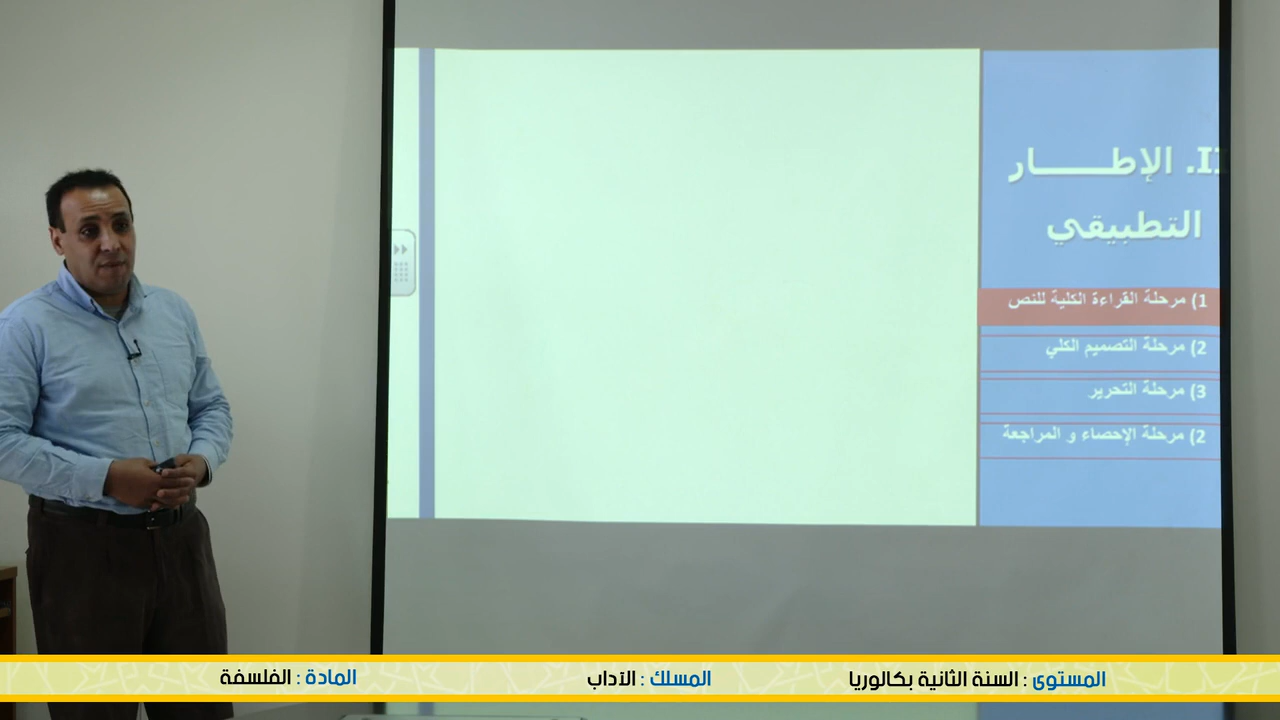 II. الإطــــــار
التطبيقي
1) مرحلة القراءة الكلية للنص
2) مرحلة التصميم الكلي
3) مرحلة التحرير
2) مرحلة الإحصاء و المراجعة
المستوى : السنة الثانية بكالوريا
المسلك : الآداب
المادة : الفلسفة